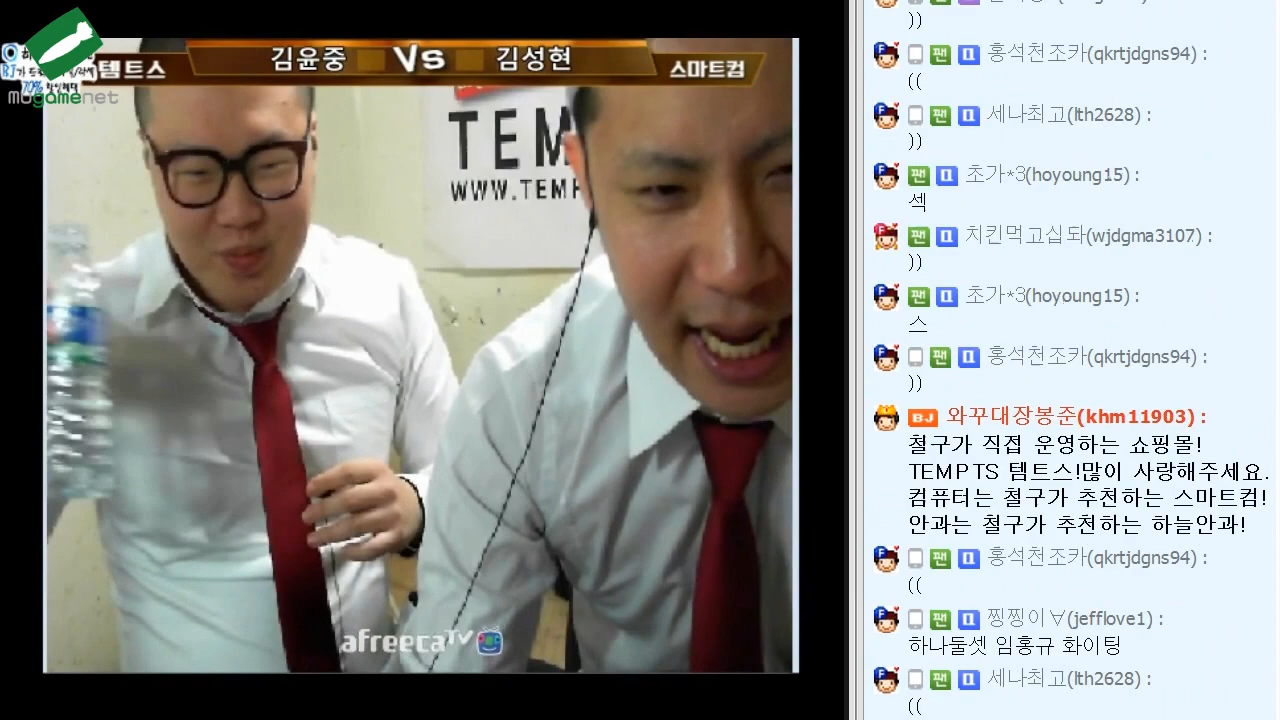 김윤중 Vs 김성현
템트스
스마트컴
mugamenet
TEM
WWW.TEMP
afreecaTV
))
홍석천조카(qkrtjdgns94) :
((
세나최고(lth2628) :
))
초가*3(hoyoung15) :
섹
치킨먹고십돠(wjdgma3107) :
))
초가*3(hoyoung15) :
스
홍석천조카(qkrtjdgns94) :
))
BJ 와꾸대장봉준(khm11903) :
철구가 직접 운영하는 쇼핑몰!
TEMPTS 템트스!많이 사랑해주세요.
컴퓨터는 철구가 추천하는 스마트컴!
안과는 철구가 추천하는 하늘안과!
홍석천조카(qkrtjdgns94) :
((
찡찡이∀(jefflove1) :
하나둘셋 임홍규 화이팅
세나최고(lth2628) :
((